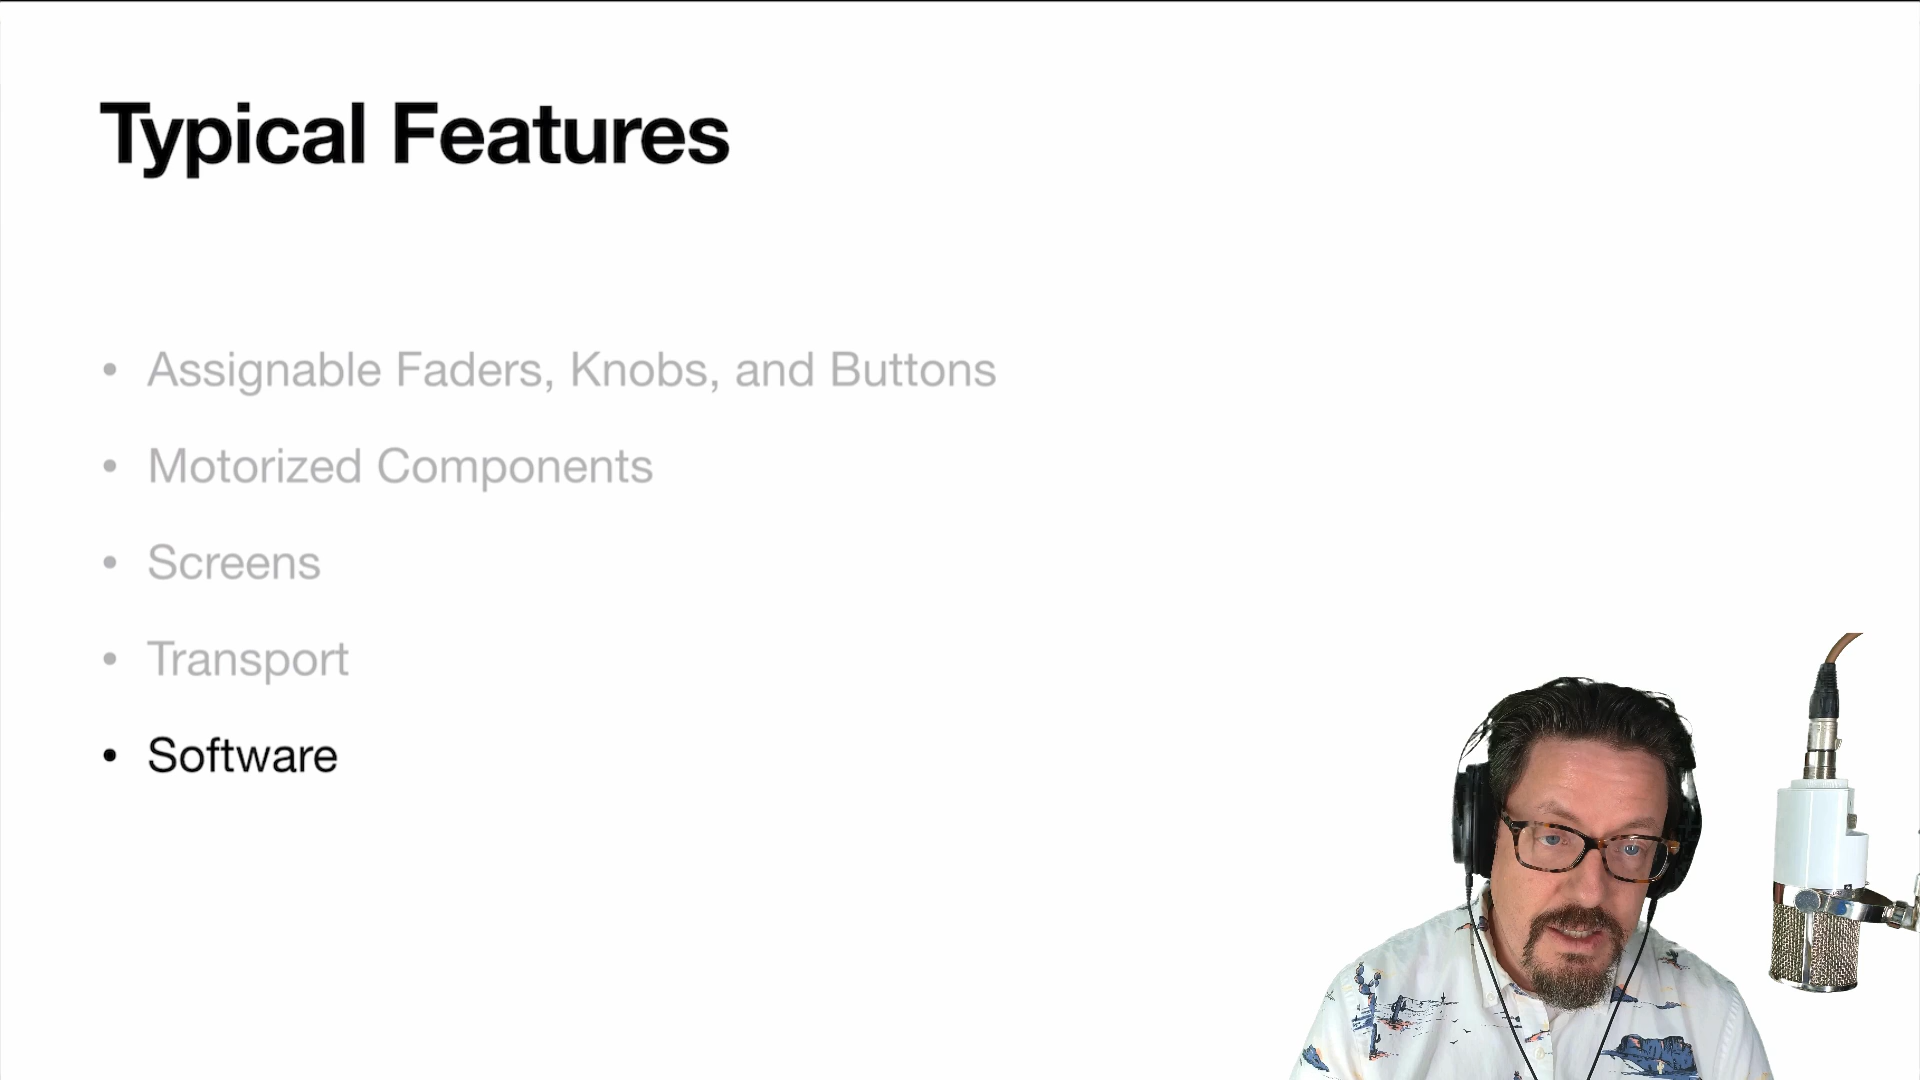 Typical Features
• Assignable Faders, Knobs, and Buttons
• Motorized Components
• Screens
• Transport
• Software